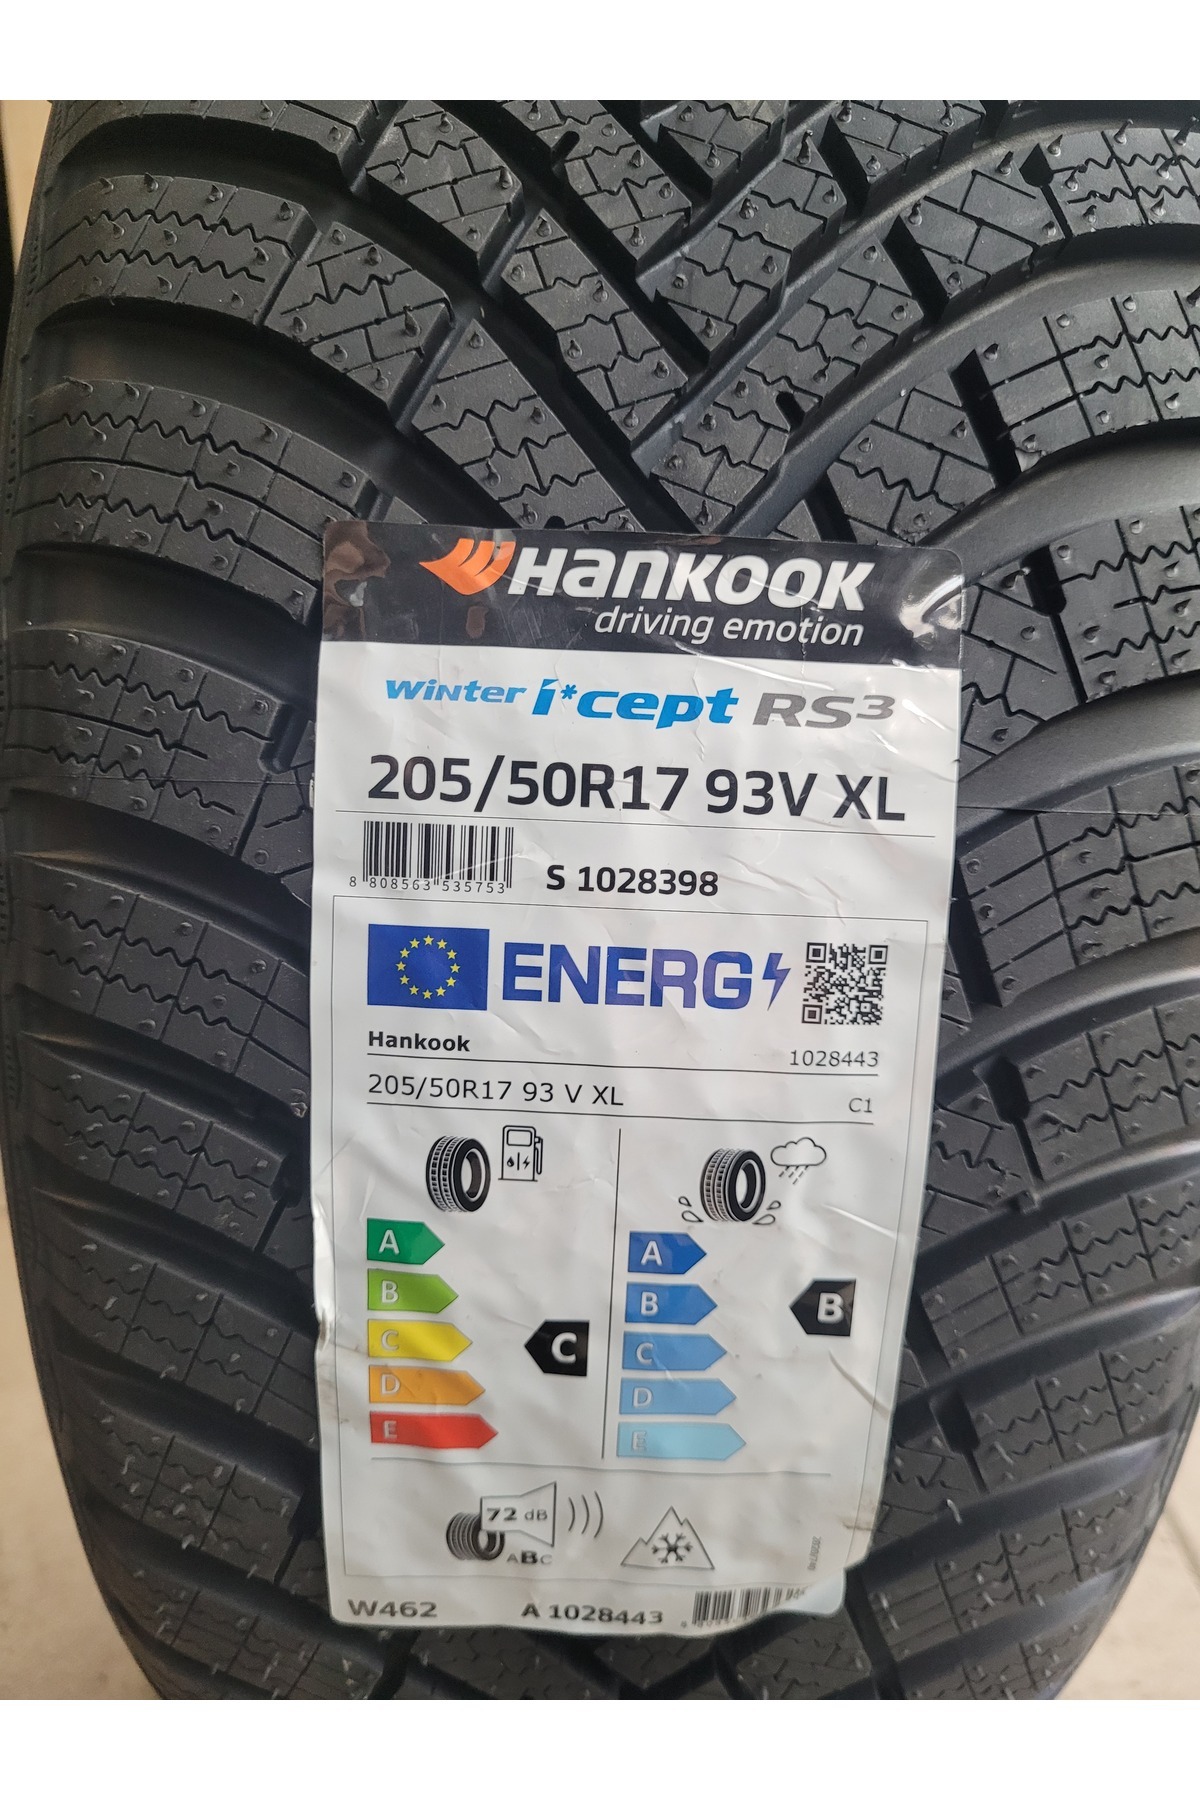 HANKOOK
driving emotion
Winter i*cept RS3
205/50R17 93V XL
8 808563 535753
S 1028398
ENERG
Hankook
1028443
205/50R17 93 V XL
C1
A
B
C
D
E
C
A
B
C
D
E
B
72 dB
ABC
W462
A 1028443